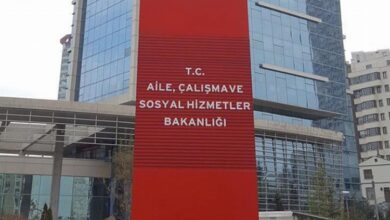 T.C.
AİLE, ÇALIŞMAVE
SOSYAL HİZMETLER
BAKANLIĞI